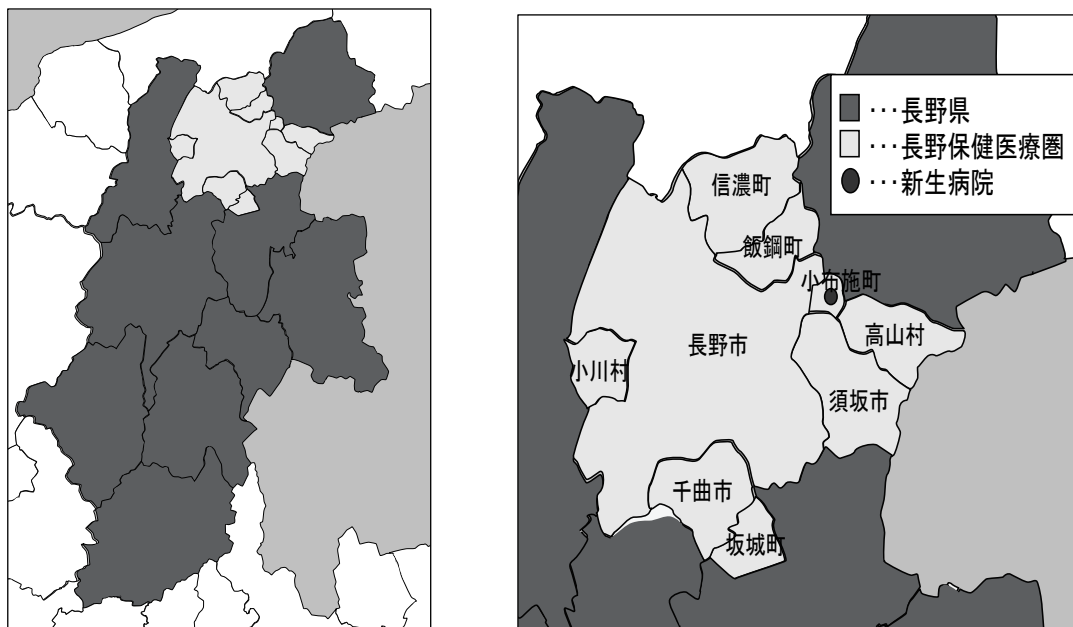 ■･･･長野県
□･･･長野保健医療圏
●･･･新生病院
信濃町
飯鋼町
小布施町
高山村
長野市
小川村
須坂市
千曲市
坂城町